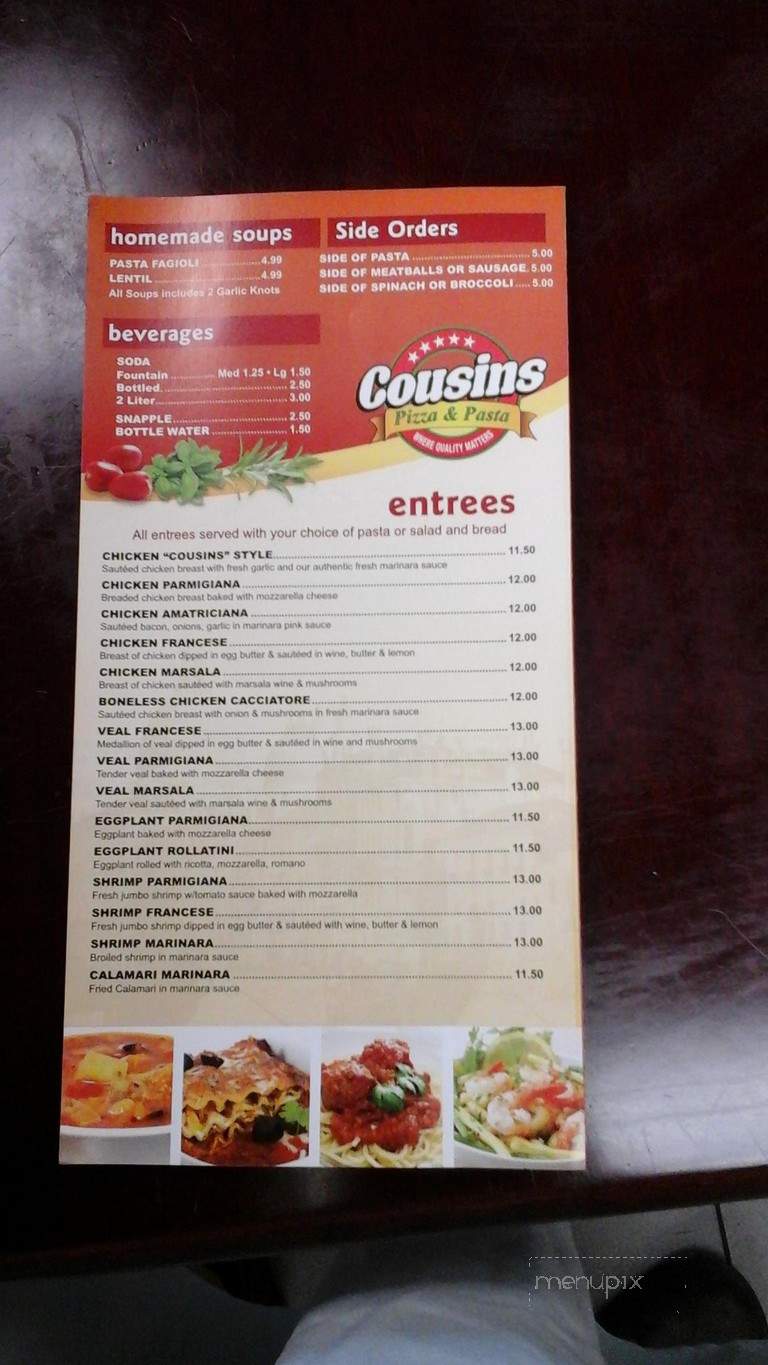 homemade soups
PASTA FAGIOLI ..................4.99
LENTIL ................................4.99
All Soups includes 2 Garlic Knots
Side Orders
SIDE OF PASTA ................................ 5.00
SIDE OF MEATBALLS OR SAUSAGE. 5.00
SIDE OF SPINACH OR BROCCOLI ..... 5.00
beverages
SODA
Fountain ............ Med 1.25 • Lg 1.50
Bottled................................... 2.50
2 Liter..................................... 3.00
SNAPPLE............................... 2.50
BOTTLE WATER ..................... 1.50
Cousins
Pizza & Pasta
WHERE QUALITY MATTERS
entrees
All entrees served with your choice of pasta or salad and bread
CHICKEN "COUSINS" STYLE.................................... 11.50
Sautéed chicken breast with fresh garlic and our authentic fresh marinara sauce
CHICKEN PARMIGIANA .................................... 12.00
Breaded chicken breast baked with mozzarella cheese
CHICKEN AMATRICIANA .................................... 12.00
Sautéed bacon, onions, garlic in marinara pink sauce
CHICKEN FRANCESE .................................... 12.00
Breast of chicken dipped in egg butter & sautéed in wine, butter & lemon
CHICKEN MARSALA .................................... 12.00
Breast of chicken sautéed with marsala wine & mushrooms
BONELESS CHICKEN CACCIATORE .................................... 12.00
Sautéed chicken breast with onion & mushrooms in fresh marinara sauce
VEAL FRANCESE .................................... 13.00
Medallion of veal dipped in egg butter & sautéed in wine and mushrooms
VEAL PARMIGIANA .................................... 13.00
Tender veal baked with mozzarella cheese
VEAL MARSALA .................................... 13.00
Tender veal sautéed with marsala wine & mushrooms
EGGPLANT PARMIGIANA.................................... 11.50
Eggplant baked with mozzarella cheese
EGGPLANT ROLLATINI.................................... 11.50
Eggplant rolled with ricotta, mozzarella, romano
SHRIMP PARMIGIANA .................................... 13.00
Fresh jumbo shrimp w/tomato sauce baked with mozzarella
SHRIMP FRANCESE .................................... 13.00
Fresh jumbo shrimp dipped in egg butter & sautéed with wine, butter & lemon
SHRIMP MARINARA.................................... 13.00
Broiled shrimp in marinara sauce
CALAMARI MARINARA .................................... 11.50
Fried Calamari in marinara sauce
menupix